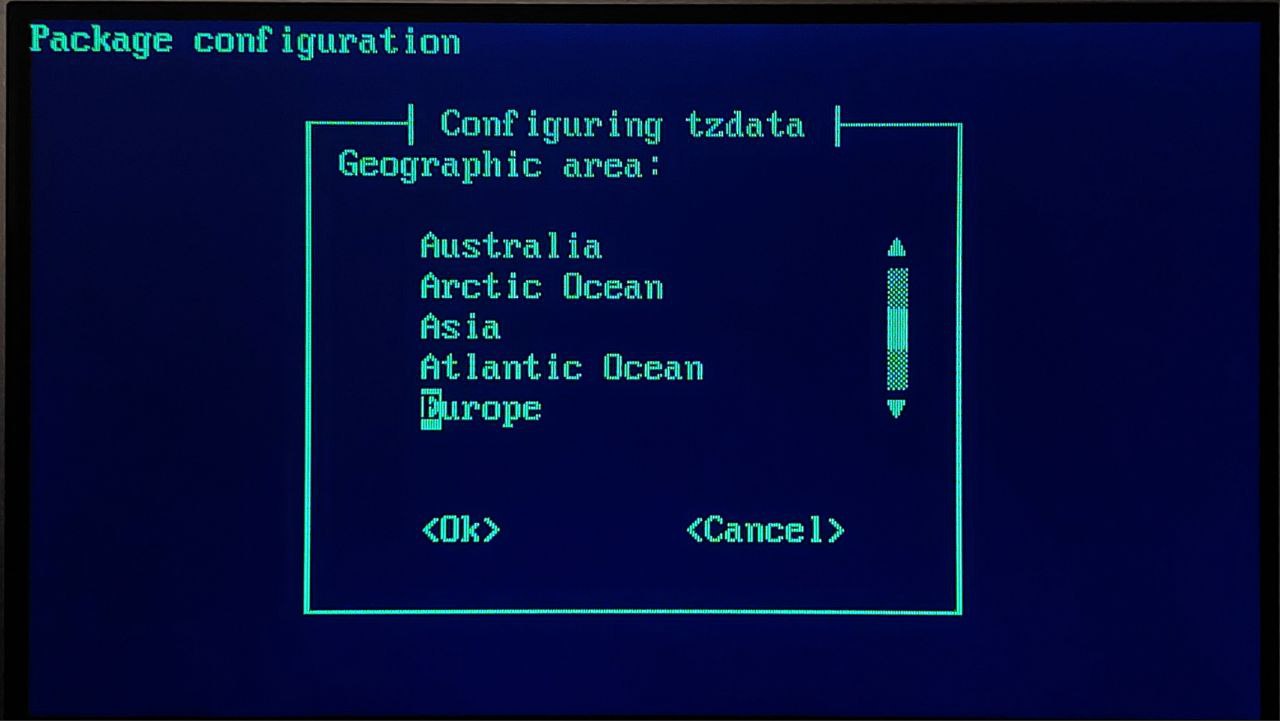 Package configuration
Configuring tzdata
Geographic area:
Australia
Arctic Ocean
Asia
Atlantic Ocean
Europe
<Ok> <Cancel>